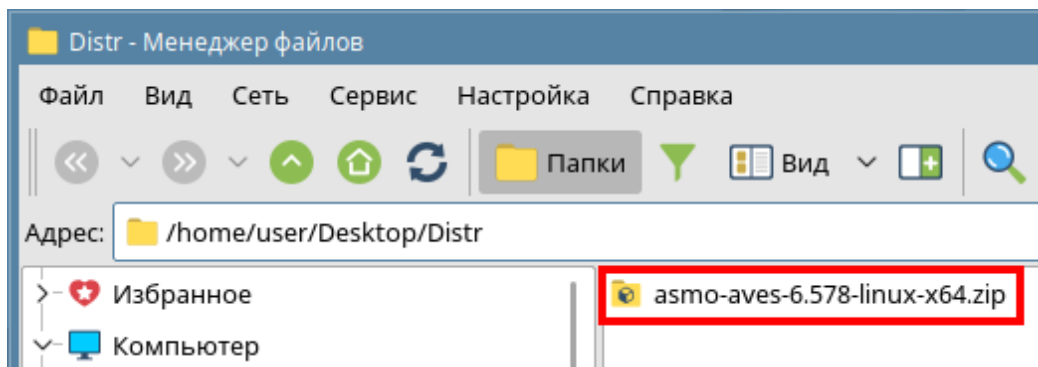 Distr - Менеджер файлов
Файл Вид Сеть Сервис Настройка Справка
Папки Вид
Адрес: /home/user/Desktop/Distr
Избранное asmo-aves-6.578-linux-x64.zip
Компьютер